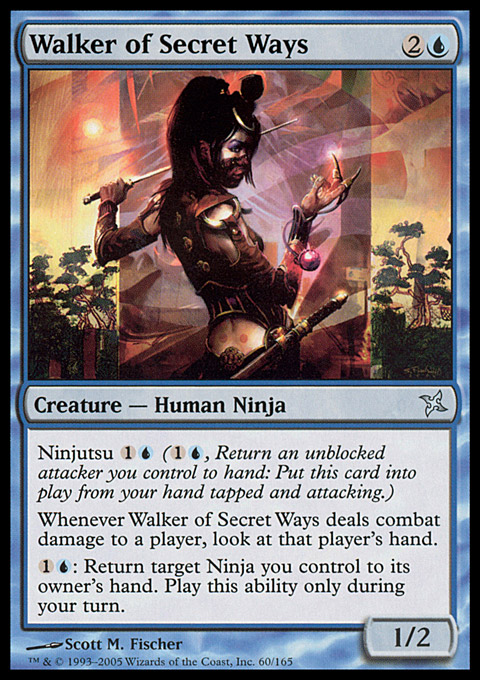 Walker of Secret Ways 2
Creature — Human Ninja
Ninjutsu 1 (1, Return an unblocked
attacker you control to hand: Put this card into
play from your hand tapped and attacking.)
Whenever Walker of Secret Ways deals combat
damage to a player, look at that player's hand.
1: Return target Ninja you control to its
owner's hand. Play this ability only during
your turn.
1/2
Scott M. Fischer
™ & © 1993–2005 Wizards of the Coast, Inc. 60/165